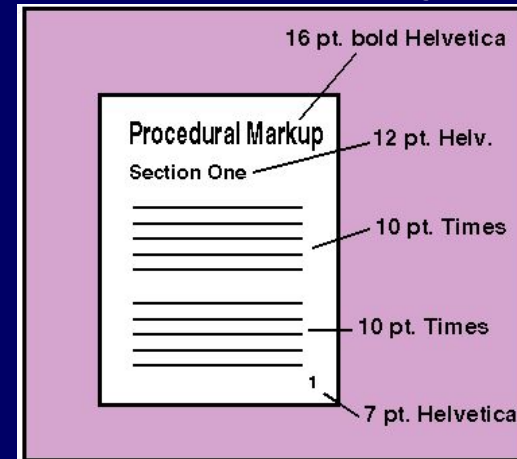 16 pt. bold Helvetica
Procedural Markup
12 pt. Helv.
Section One
10 pt. Times
10 pt. Times
1
7 pt. Helvetica